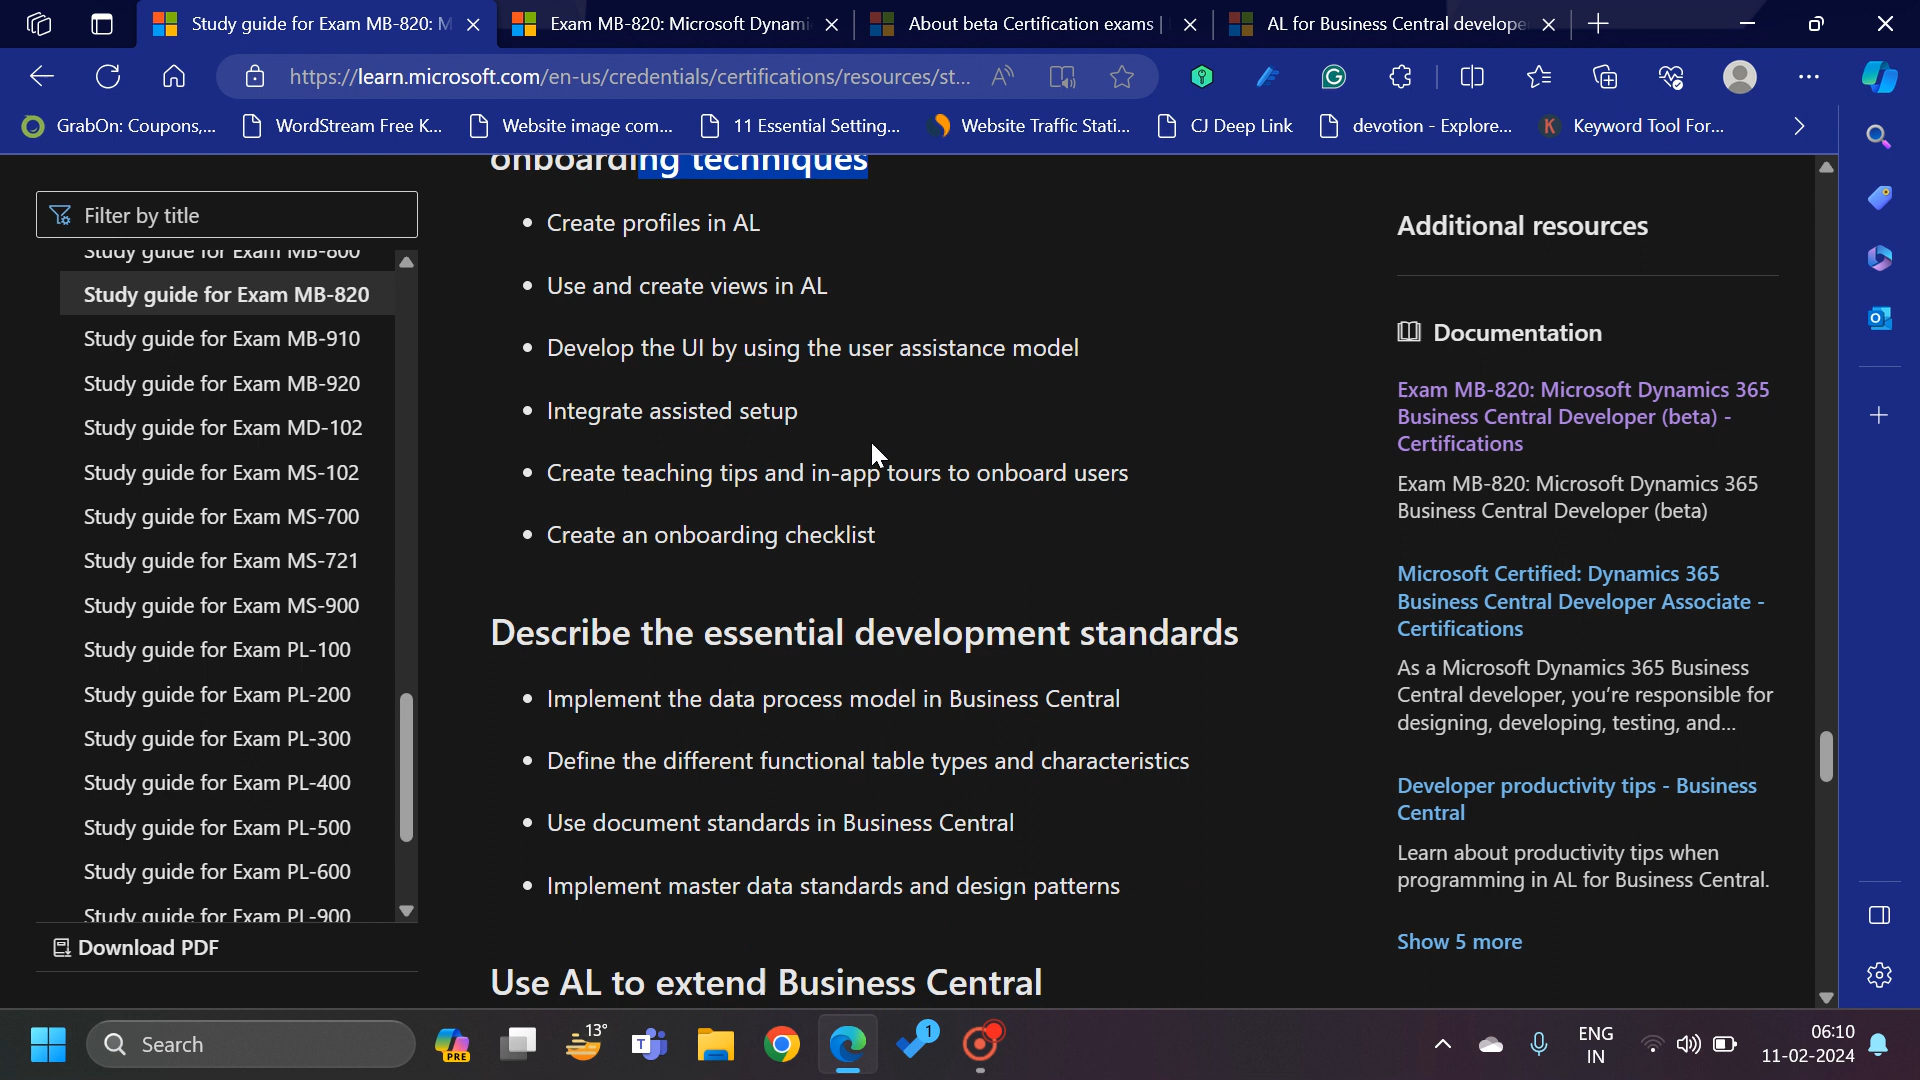 Study guide for Exam MB-820: M
Exam MB-820: Microsoft Dynami
About beta Certification exams |
AL for Business Central develope
https://learn.microsoft.com/en-us/credentials/certifications/resources/st...
GrabOn: Coupons,...
WordStream Free K...
Website image com...
11 Essential Setting...
Website Traffic Stati...
CJ Deep Link
devotion - Explore...
Keyword Tool For...
Filter by title
Study guide for Exam MB-800
Study guide for Exam MB-820
Study guide for Exam MB-910
Study guide for Exam MB-920
Study guide for Exam MD-102
Study guide for Exam MS-102
Study guide for Exam MS-700
Study guide for Exam MS-721
Study guide for Exam MS-900
Study guide for Exam PL-100
Study guide for Exam PL-200
Study guide for Exam PL-300
Study guide for Exam PL-400
Study guide for Exam PL-500
Study guide for Exam PL-600
Study guide for Exam PL-900
Download PDF
onboarding techniques
• Create profiles in AL
• Use and create views in AL
• Develop the UI by using the user assistance model
• Integrate assisted setup
• Create teaching tips and in-app tours to onboard users
• Create an onboarding checklist
Describe the essential development standards
• Implement the data process model in Business Central
• Define the different functional table types and characteristics
• Use document standards in Business Central
• Implement master data standards and design patterns
Use AL to extend Business Central
Additional resources
Documentation
Exam MB-820: Microsoft Dynamics 365
Business Central Developer (beta) -
Certifications
Exam MB-820: Microsoft Dynamics 365
Business Central Developer (beta)
Microsoft Certified: Dynamics 365
Business Central Developer Associate -
Certifications
As a Microsoft Dynamics 365 Business
Central developer, you're responsible for
designing, developing, testing, and...
Developer productivity tips - Business
Central
Learn about productivity tips when
programming in AL for Business Central.
Show 5 more
Search
PRE
13°
1
ENG
IN
06:10
11-02-2024